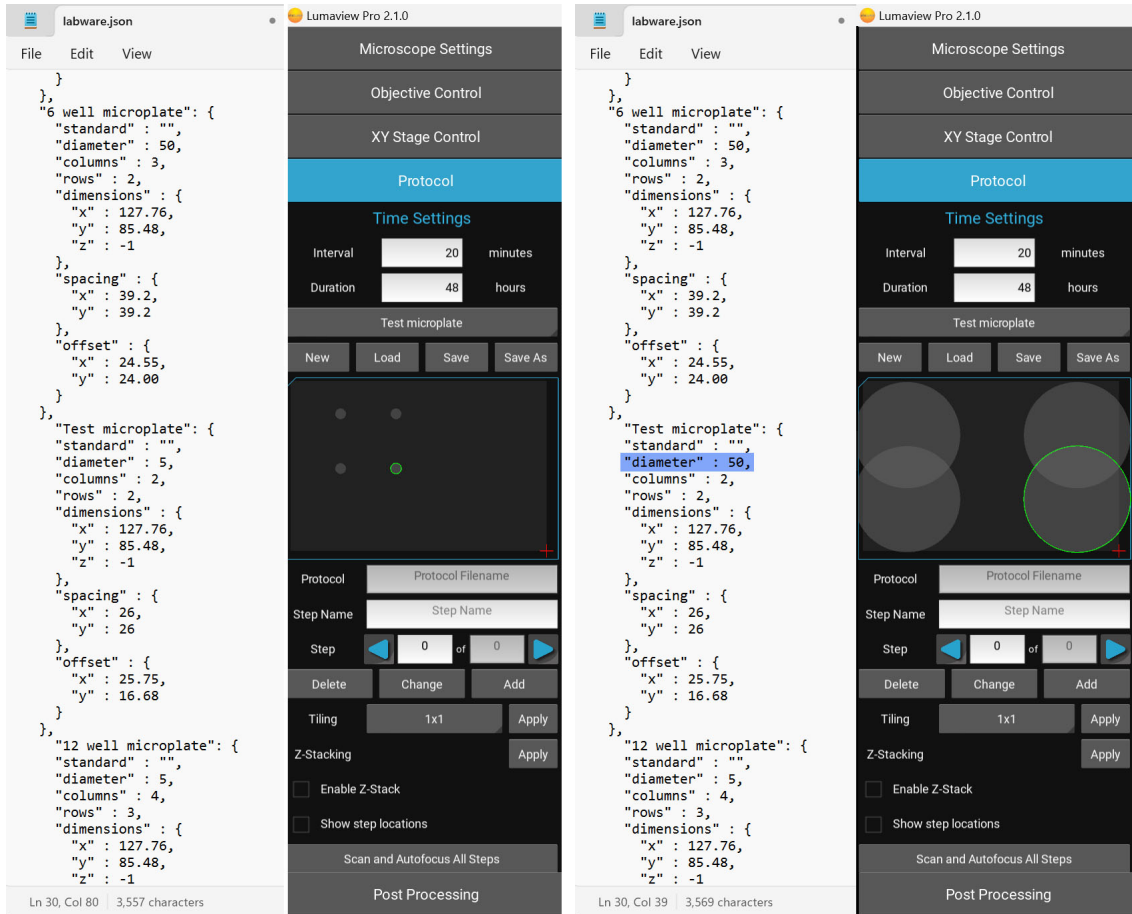 labware.json
File Edit View
}
},
"6 well microplate": {
"standard" : "",
"diameter" : 50,
"columns" : 3,
"rows" : 2,
"dimensions" : {
"x" : 127.76,
"y" : 85.48,
"z" : -1
},
"spacing" : {
"x" : 39.2,
"y" : 39.2
},
"offset" : {
"x" : 24.55,
"y" : 24.00
}
},
"Test microplate": {
"standard" : "",
"diameter" : 5,
"columns" : 2,
"rows" : 2,
"dimensions" : {
"x" : 127.76,
"y" : 85.48,
"z" : -1
},
"spacing" : {
"x" : 26,
"y" : 26
},
"offset" : {
"x" : 25.75,
"y" : 16.68
}
},
"12 well microplate": {
"standard" : "",
"diameter" : 5,
"columns" : 4,
"rows" : 3,
"dimensions" : {
"x" : 127.76,
"y" : 85.48,
"z" : -1
Ln 30, Col 80 3,557 characters
Lumaview Pro 2.1.0
Microscope Settings
Objective Control
XY Stage Control
Protocol
Time Settings
Interval 20 minutes
Duration 48 hours
Test microplate
New Load Save Save As
Protocol Protocol Filename
Step Name Step Name
Step 0 of 0
Delete Change Add
Tiling 1x1 Apply
Z-Stacking Apply
Enable Z-Stack
Show step locations
Scan and Autofocus All Steps
Post Processing
labware.json
File Edit View
}
},
"6 well microplate": {
"standard" : "",
"diameter" : 50,
"columns" : 3,
"rows" : 2,
"dimensions" : {
"x" : 127.76,
"y" : 85.48,
"z" : -1
},
"spacing" : {
"x" : 39.2,
"y" : 39.2
},
"offset" : {
"x" : 24.55,
"y" : 24.00
}
},
"Test microplate": {
"standard" : "",
"diameter" : 50,
"columns" : 2,
"rows" : 2,
"dimensions" : {
"x" : 127.76,
"y" : 85.48,
"z" : -1
},
"spacing" : {
"x" : 26,
"y" : 26
},
"offset" : {
"x" : 25.75,
"y" : 16.68
}
},
"12 well microplate": {
"standard" : "",
"diameter" : 5,
"columns" : 4,
"rows" : 3,
"dimensions" : {
"x" : 127.76,
"y" : 85.48,
"z" : -1
Ln 30, Col 39 3,569 characters
Lumaview Pro 2.1.0
Microscope Settings
Objective Control
XY Stage Control
Protocol
Time Settings
Interval 20 minutes
Duration 48 hours
Test microplate
New Load Save Save As
Protocol Protocol Filename
Step Name Step Name
Step 0 of 0
Delete Change Add
Tiling 1x1 Apply
Z-Stacking Apply
Enable Z-Stack
Show step locations
Scan and Autofocus All Steps
Post Processing